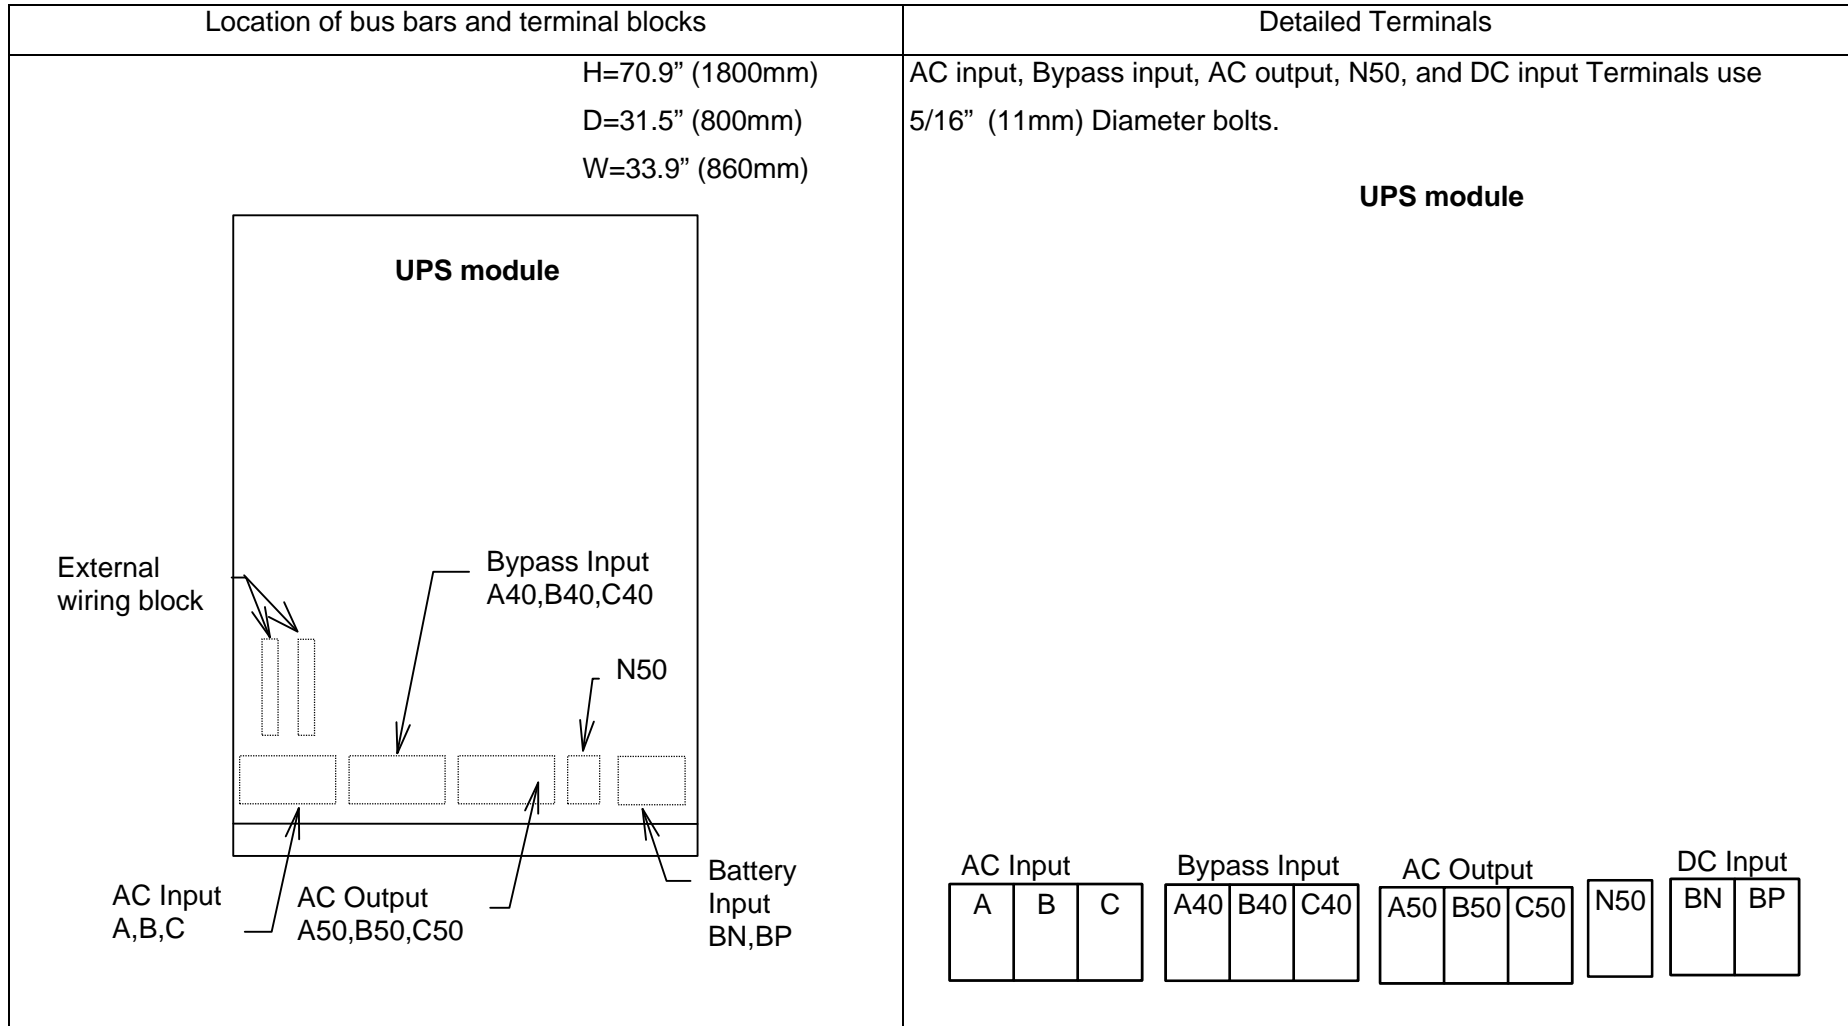 Location of bus bars and terminal blocks
Detailed Terminals
H=70.9” (1800mm)
D=31.5” (800mm)
W=33.9” (860mm)
UPS module
External
wiring block
Bypass Input
A40,B40,C40
N50
AC Input
A,B,C
AC Output
A50,B50,C50
Battery
Input
BN,BP
AC input, Bypass input, AC output, N50, and DC input Terminals use
5/16” (11mm) Diameter bolts.
UPS module
AC Input
A B C
Bypass Input
A40 B40 C40
AC Output
A50 B50 C50
N50
DC Input
BN BP